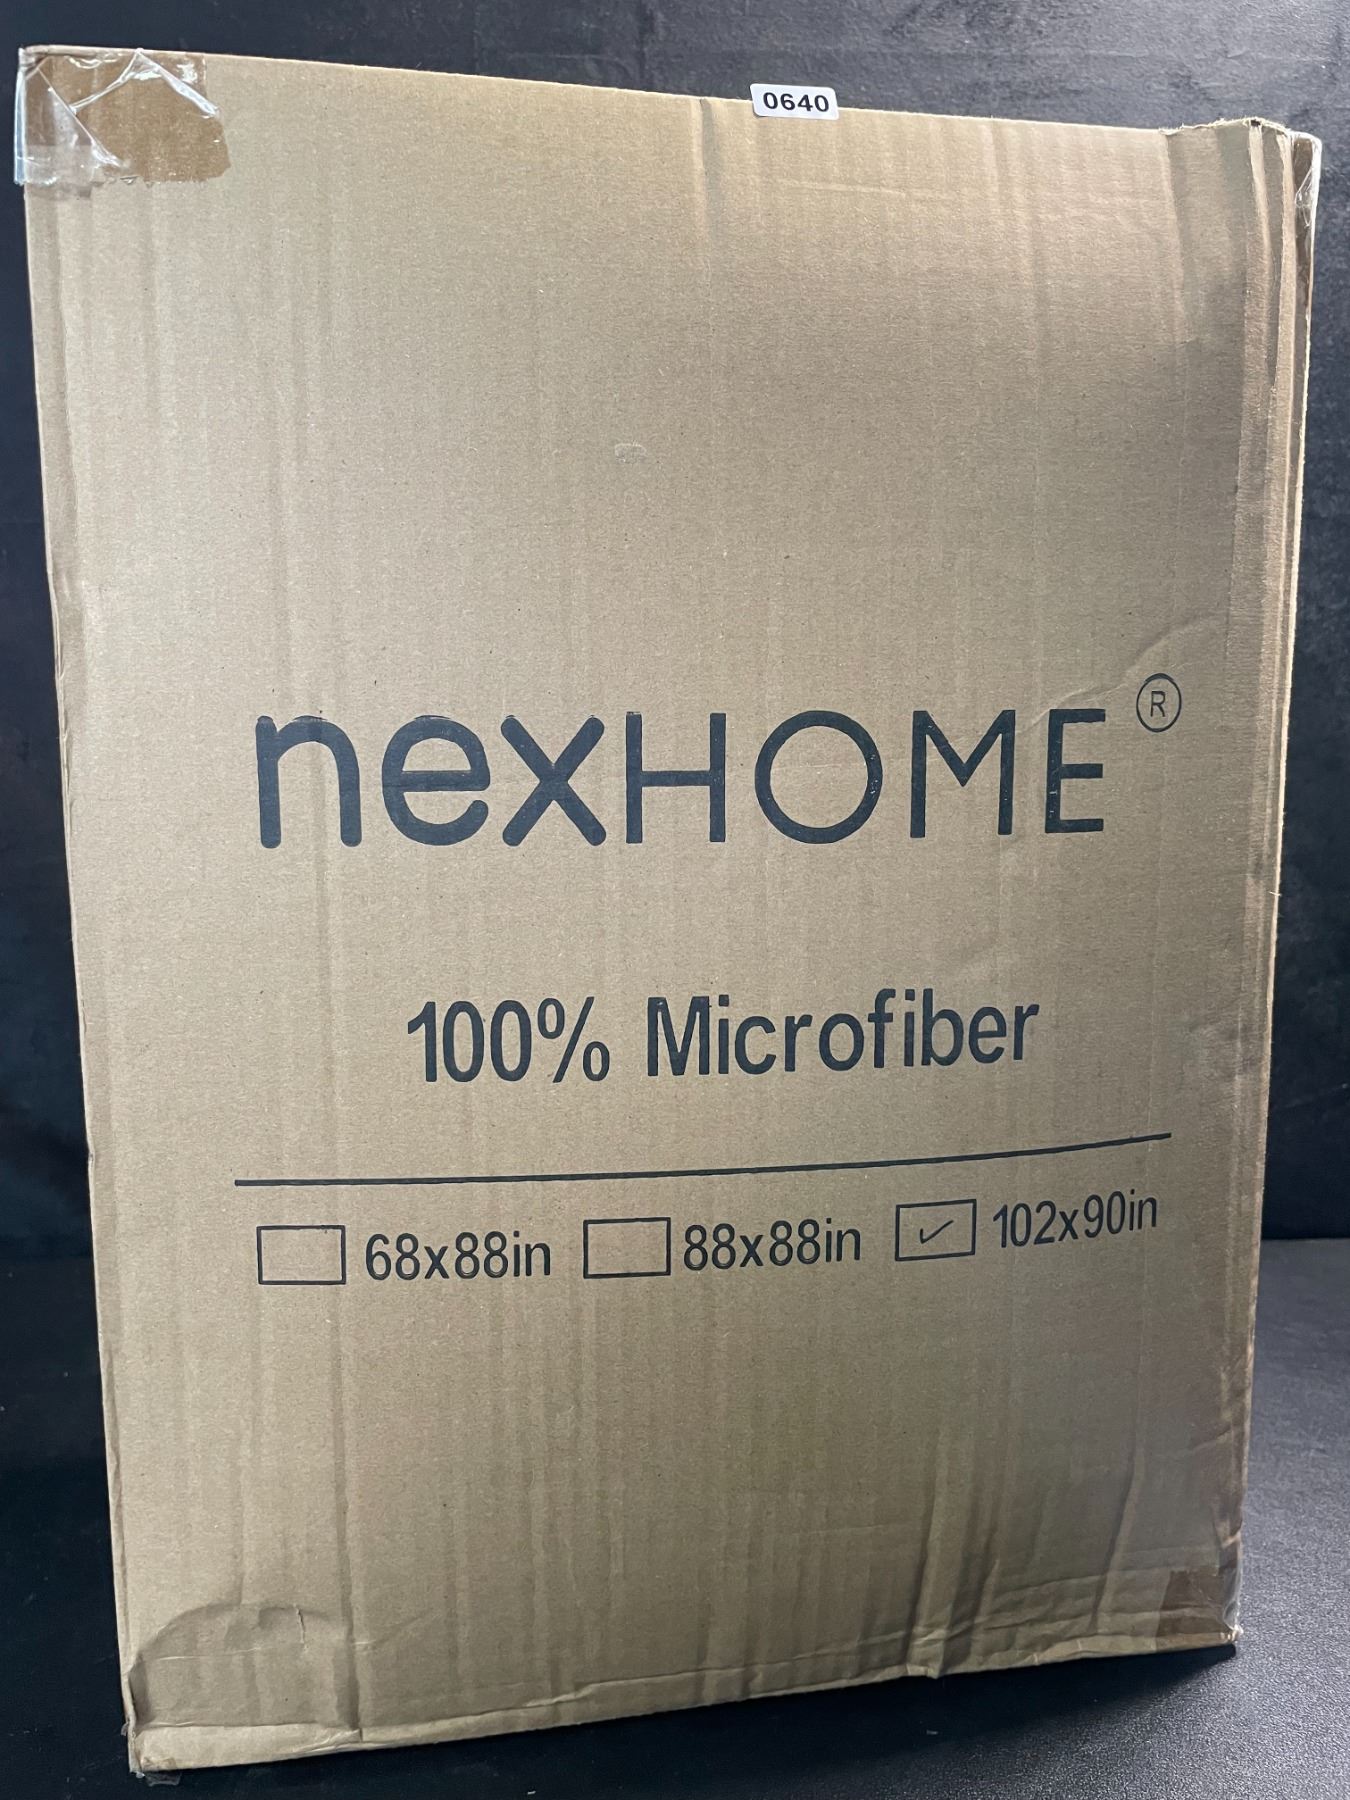 0640
nexHOME ®
100% Microfiber
68x88in 88x88in ✓ 102x90in